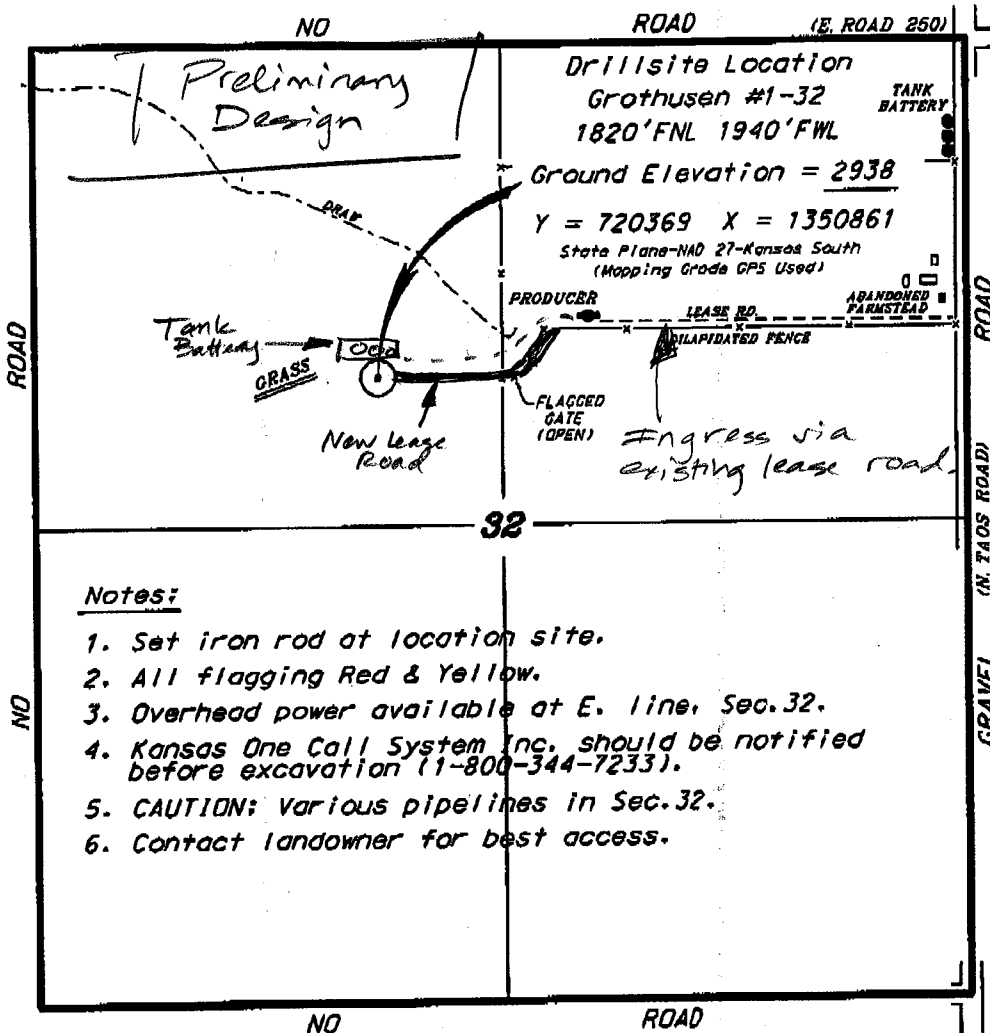 NO ROAD (E. ROAD 250)
Preliminary
Design
Drillsite Location
Grothusen #1-32
1820'FNL 1940'FWL
Ground Elevation = 2938
Y = 720369 X = 1350861
State Plane-NAD 27-Kansas South
(Mapping Grade GPS Used)
TANK
BATTERY
DRAW
PRODUCER
LEASE RD.
ABANDONED
FARMSTEAD
DILAPIDATED FENCE
Tank
Battery
GRASS
New Lease
Road
FLAGGED
GATE
(OPEN)
Ingress via
existing lease road.
ROAD
NO
ROAD
(N. TAOS ROAD)
GRAVEL
32
Notes:
1. Set iron rod at location site.
2. All flagging Red & Yellow.
3. Overhead power available at E. line, Sec.32.
4. Kansas One Call System Inc. should be notified
before excavation (1-800-344-7233).
5. CAUTION: Various pipelines in Sec.32.
6. Contact landowner for best access.
NO ROAD